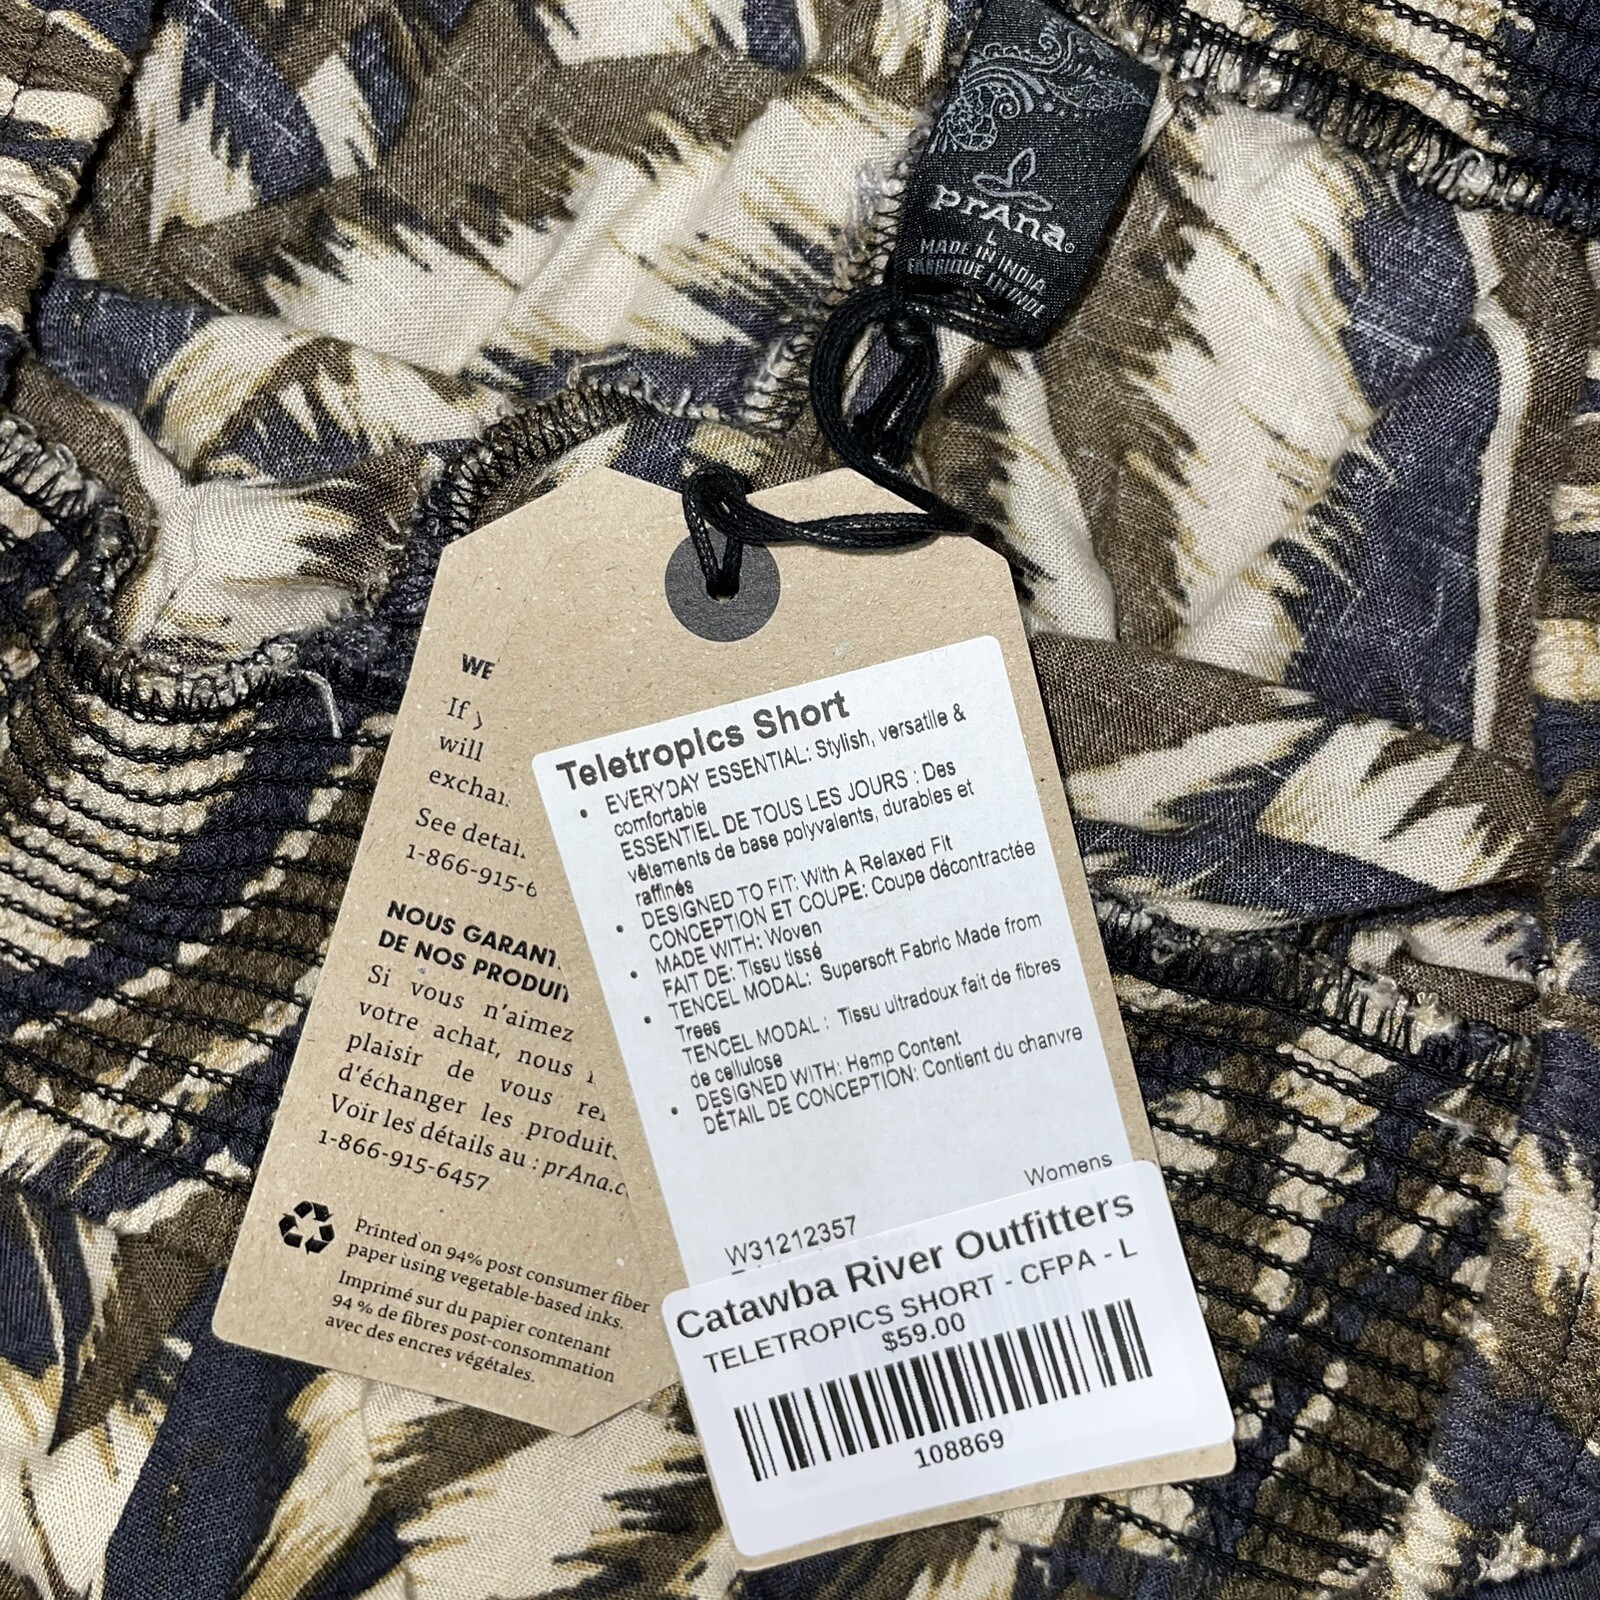 prAna
L
MADE IN INDIA
FABRIQUÉ EN INDE
WE
If y
will
exchan
See detai
1-866-915-6
NOUS GARANT
DE NOS PRODUIT
Si vous n'aimez
votre achat, nous
plaisir de vous re
d'échanger les produits
Voir les détails au : prAna.c
1-866-915-6457
Printed on 94% post consumer fiber
paper using vegetable-based inks.
Imprimé sur du papier contenant
94 % de fibres post-consommation
avec des encres végétales.
Teletropics Short
• EVERYDAY ESSENTIAL: Stylish, versatile &
comfortable
ESSENTIEL DE TOUS LES JOURS : Des
vêtements de base polyvalents, durables et
raffinés
• DESIGNED TO FIT: With A Relaxed Fit
CONCEPTION ET COUPE: Coupe décontractée
• MADE WITH: Woven
FAIT DE: Tissu tissé
• TENCEL MODAL: Supersoft Fabric Made from
Trees
TENCEL MODAL : Tissu ultradoux fait de fibres
de cellulose
• DESIGNED WITH: Hemp Content
DÉTAIL DE CONCEPTION: Contient du chanvre
Womens
W31212357
Catawba River Outfitters
TELETROPICS SHORT - CFPA - L
$59.00
108869